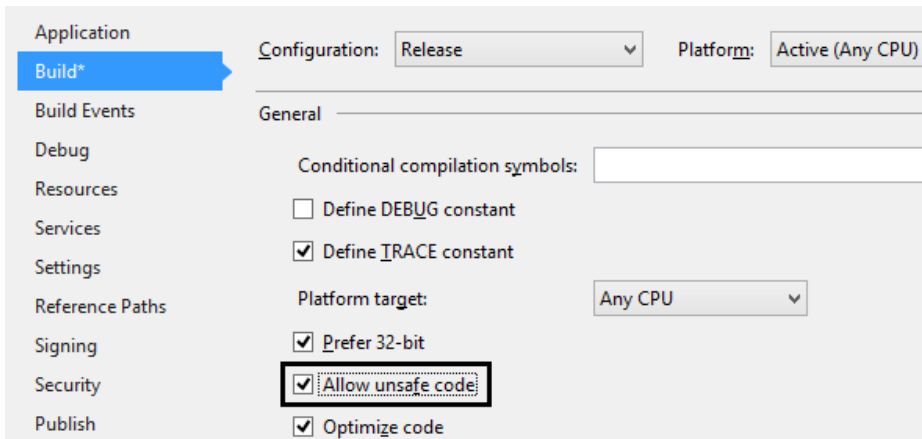 Application
Build*
Build Events
Debug
Resources
Services
Settings
Reference Paths
Signing
Security
Publish
Configuration: Release Platform: Active (Any CPU)
General
Conditional compilation symbols:
Define DEBUG constant
Define TRACE constant
Platform target: Any CPU
Prefer 32-bit
Allow unsafe code
Optimize code